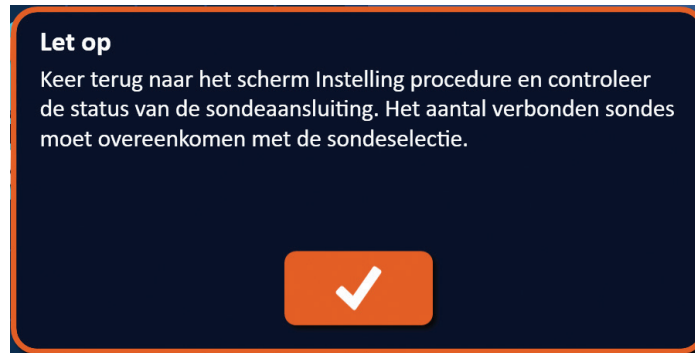 Let op
Keer terug naar het scherm Instelling procedure en controleer
de status van de sondeaansluiting. Het aantal verbonden sondes
moet overeenkomen met de sondeselectie.